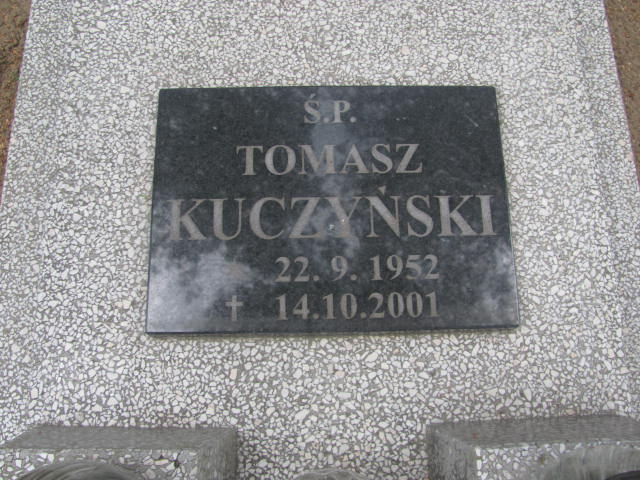 Ś.P.
TOMASZ
KUCZYŃSKI
* 22. 9. 1952
† 14.10.2001